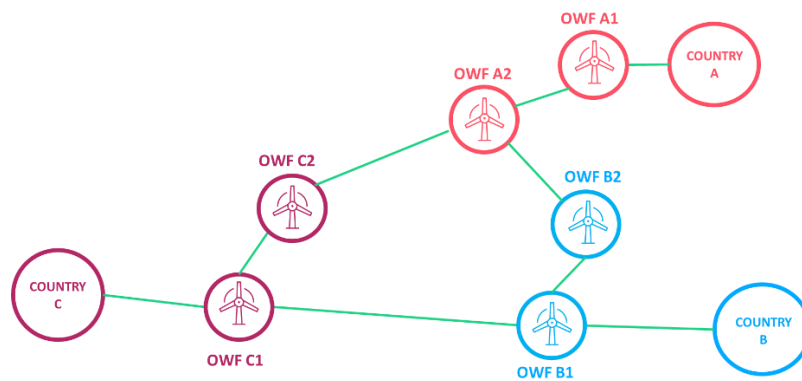 OWF A1
COUNTRY
A
OWF A2
OWF C2
OWF B2
COUNTRY
C
COUNTRY
B
OWF C1
OWF B1